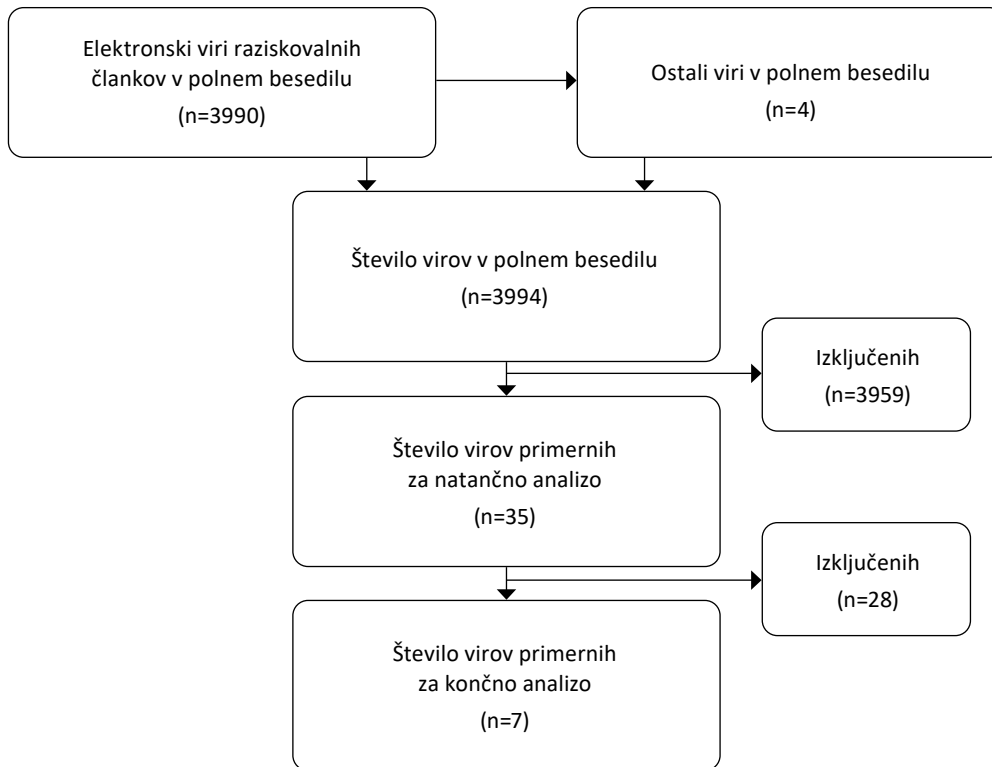 Elektronski viri raziskovalnih
člankov v polnem besedilu
(n=3990)
Ostali viri v polnem besedilu
(n=4)
Število virov v polnem besedilu
(n=3994)
Izključenih
(n=3959)
Število virov primernih
za natančno analizo
(n=35)
Izključenih
(n=28)
Število virov primernih
za končno analizo
(n=7)